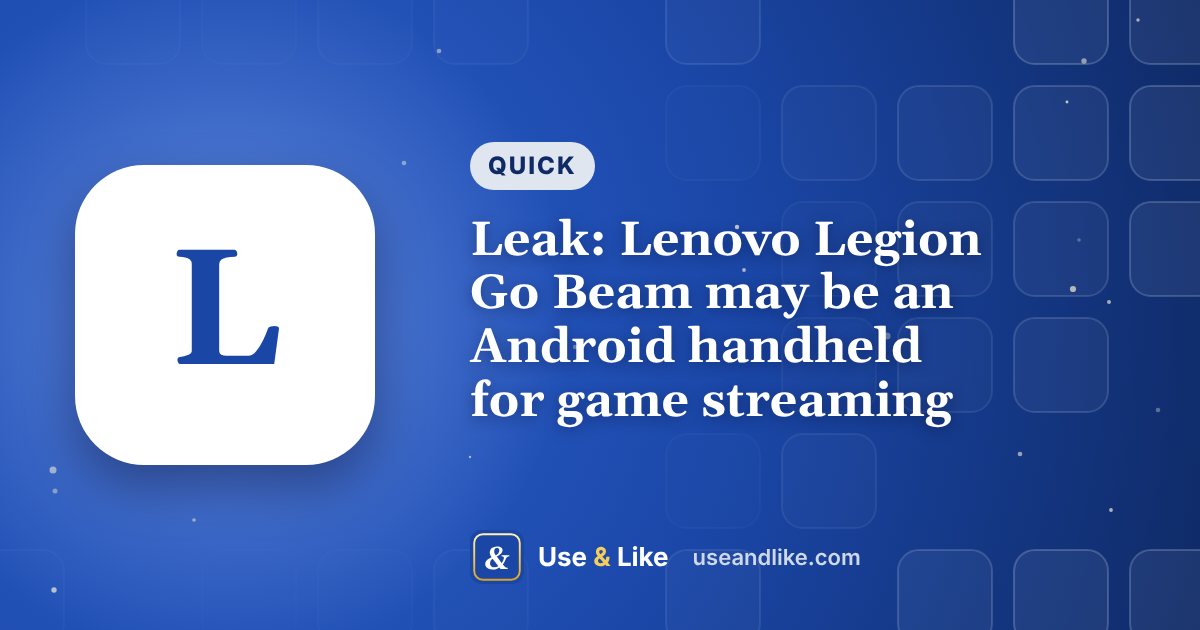 L
QUICK
Leak: Lenovo Legion
Go Beam may be an
Android handheld
for game streaming
& Use & Like useandlike.com